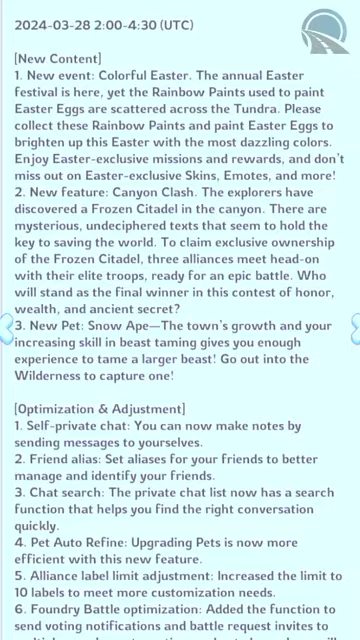 2024-03-28 2:00-4:30 (UTC)
[New Content]
1. New event: Colorful Easter. The annual Easter
festival is here, yet the Rainbow Paints used to paint
Easter Eggs are scattered across the Tundra. Please
collect these Rainbow Paints and paint Easter Eggs to
brighten up this Easter with the most dazzling colors.
Enjoy Easter-exclusive missions and rewards, and don't
miss out on Easter-exclusive Skins, Emotes, and more!
2. New feature: Canyon Clash. The explorers have
discovered a Frozen Citadel in the canyon. There are
mysterious, undeciphered texts that seem to hold the
key to saving the world. To claim exclusive ownership
of the Frozen Citadel, three alliances meet head-on
with their elite troops, ready for an epic battle. Who
will stand as the final winner in this contest of honor,
wealth, and ancient secret?
3. New Pet: Snow Ape—The town's growth and your
increasing skill in beast taming gives you enough
experience to tame a larger beast! Go out into the
Wilderness to capture one!
[Optimization & Adjustment]
1. Self-private chat: You can now make notes by
sending messages to yourselves.
2. Friend alias: Set aliases for your friends to better
manage and identify your friends.
3. Chat search: The private chat list now has a search
function that helps you find the right conversation
quickly.
4. Pet Auto Refine: Upgrading Pets is now more
efficient with this new feature.
5. Alliance label limit adjustment: Increased the limit to
10 labels to meet more customization needs.
6. Foundry Battle optimization: Added the function to
send voting notifications and battle request invites to